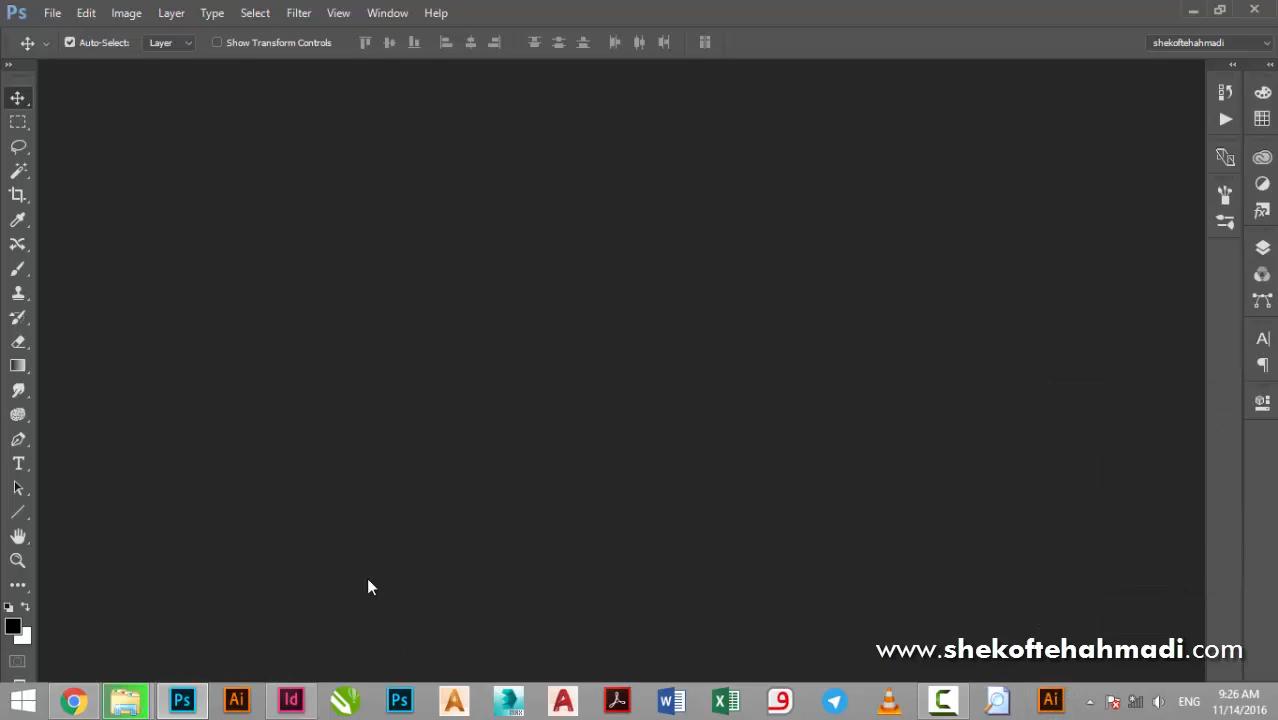 Ps File Edit Image Layer Type Select Filter View Window Help
Auto-Select: Layer Show Transform Controls shekoftehahmadi
www.shekoftehahmadi.com
ENG 9:26 AM
11/14/2016